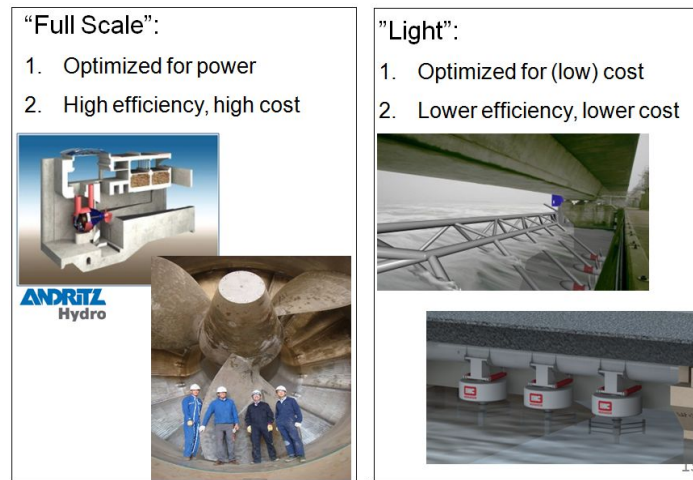 “Full Scale”:
1. Optimized for power
2. High efficiency, high cost
ANDRITZ
Hydro
”Light”:
1. Optimized for (low) cost
2. Lower efficiency, lower cost